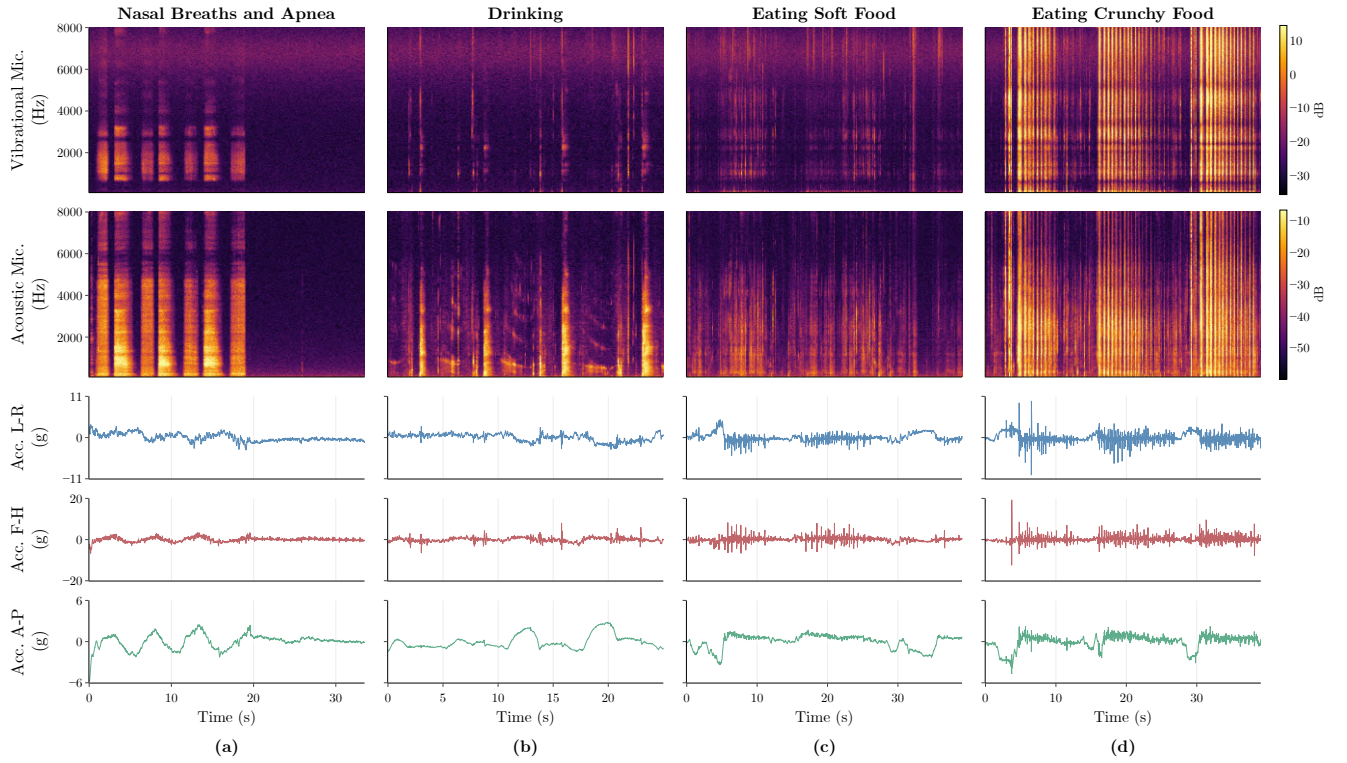 Nasal Breaths and Apnea
Drinking
Eating Soft Food
Eating Crunchy Food
Vibrational Mic.
(Hz)
8000
6000
4000
2000
10
0
−10
−20
−30
dB
Acoustic Mic.
(Hz)
8000
6000
4000
2000
−10
−20
−30
−40
−50
dB
Acc. L-R
(g)
11
0
−11
Acc. F-H
(g)
20
0
−20
Acc. A-P
(g)
6
0
−6
0 10 20 30
0 5 10 15 20
0 10 20 30
0 10 20 30
Time (s)
Time (s)
Time (s)
Time (s)
(a)
(b)
(c)
(d)